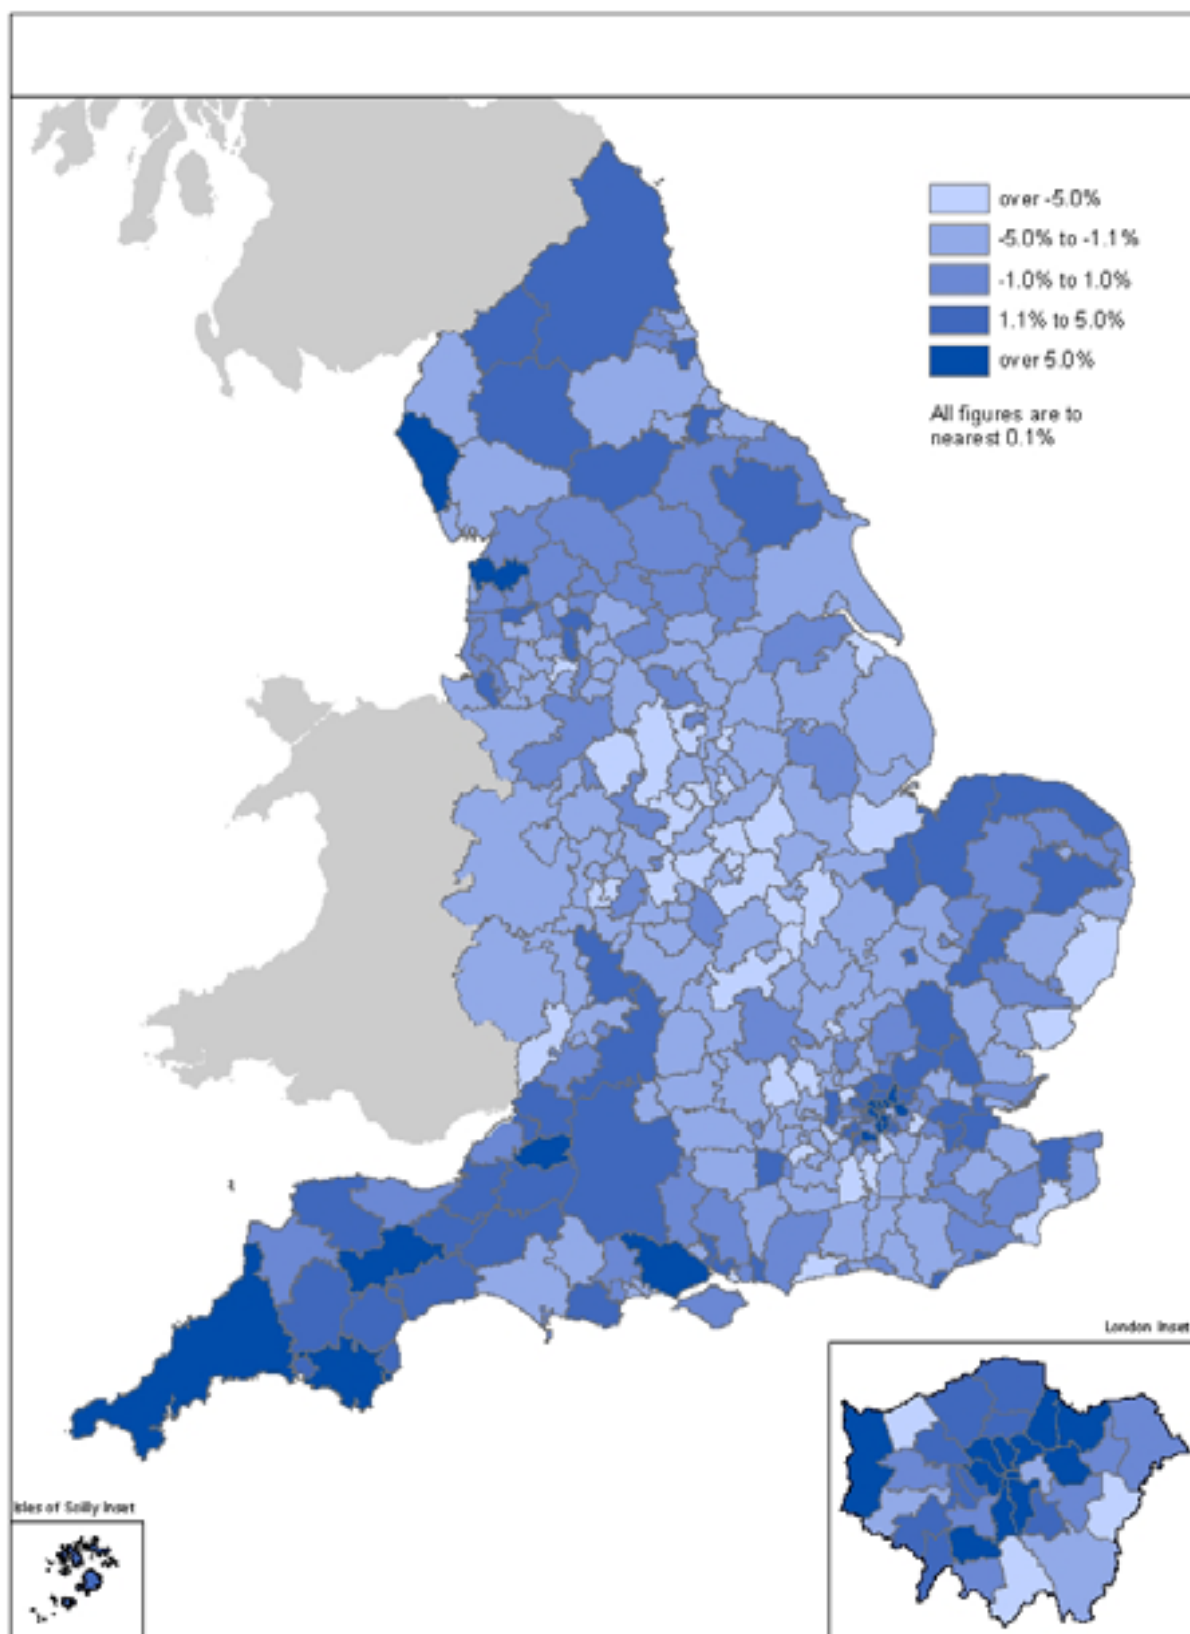 over -5.0%
-5.0% to -1.1%
-1.0% to 1.0%
1.1% to 5.0%
over 5.0%
All figures are to
nearest 0.1%
London Inset
Isles of Scilly Inset